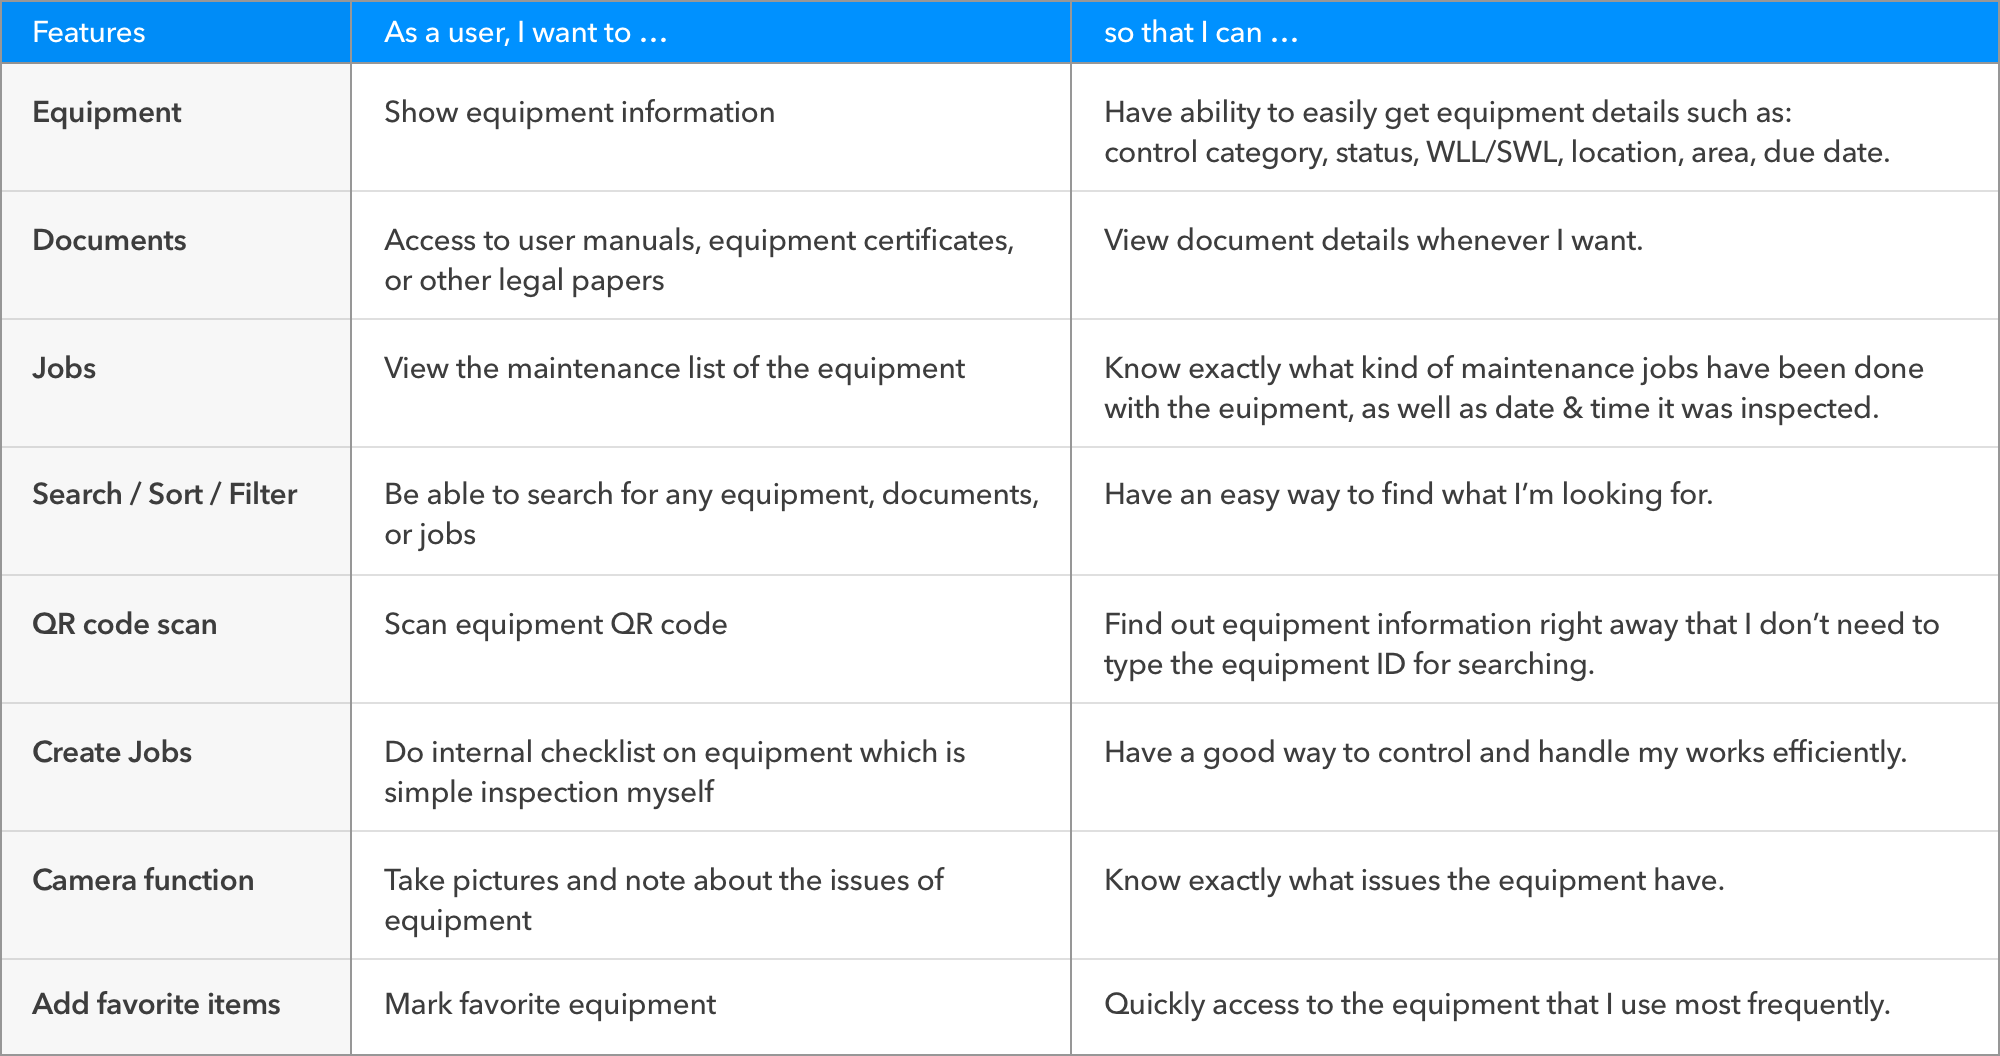 Features
As a user, I want to …
so that I can …
Equipment
Show equipment information
Have ability to easily get equipment details such as:
control category, status, WLL/SWL, location, area, due date.
Documents
Access to user manuals, equipment certificates,
or other legal papers
View document details whenever I want.
Jobs
View the maintenance list of the equipment
Know exactly what kind of maintenance jobs have been done
with the euipment, as well as date & time it was inspected.
Search / Sort / Filter
Be able to search for any equipment, documents,
or jobs
Have an easy way to find what I’m looking for.
QR code scan
Scan equipment QR code
Find out equipment information right away that I don’t need to
type the equipment ID for searching.
Create Jobs
Do internal checklist on equipment which is
simple inspection myself
Have a good way to control and handle my works efficiently.
Camera function
Take pictures and note about the issues of
equipment
Know exactly what issues the equipment have.
Add favorite items
Mark favorite equipment
Quickly access to the equipment that I use most frequently.